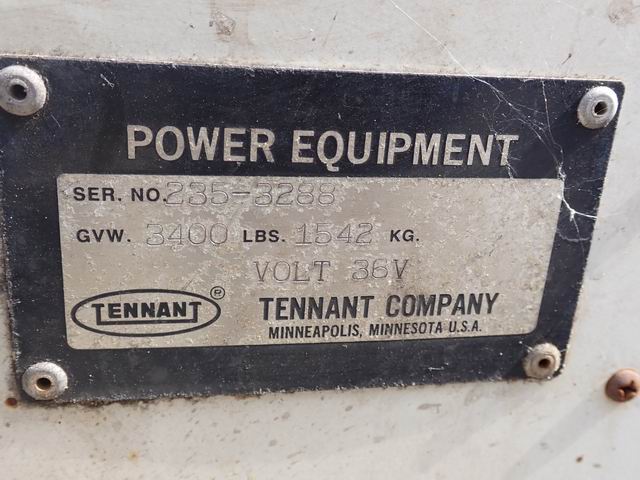 POWER EQUIPMENT
SER. NO. 235-3288
GVW. 3400 LBS. 1542 KG.
VOLT 36V
TENNANT ®
TENNANT COMPANY
MINNEAPOLIS, MINNESOTA U.S.A.